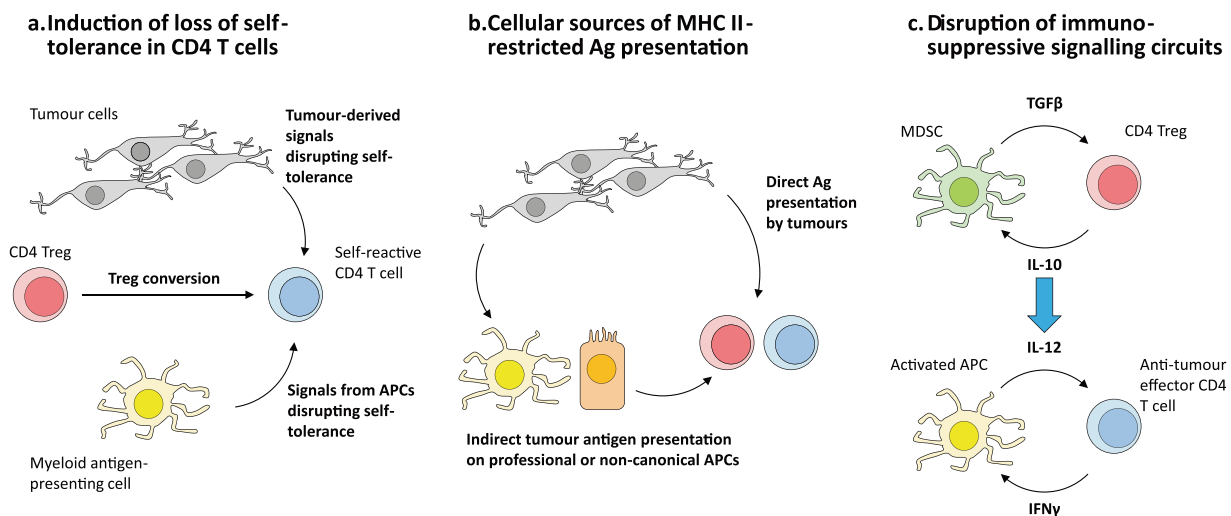 a. Induction of loss of self-
tolerance in CD4 T cells
Tumour cells
Tumour-derived
signals
disrupting self-
tolerance
CD4 Treg
Treg conversion
Self-reactive
CD4 T cell
Signals from APCs
disrupting self-
tolerance
Myeloid antigen-
presenting cell
b. Cellular sources of MHC II-
restricted Ag presentation
Direct Ag
presentation
by tumours
Indirect tumour antigen presentation
on professional or non-canonical APCs
c. Disruption of immuno-
suppressive signalling circuits
TGFβ
MDSC
CD4 Treg
IL-10
IL-12
Activated APC
Anti-tumour
effector CD4
T cell
IFNγ